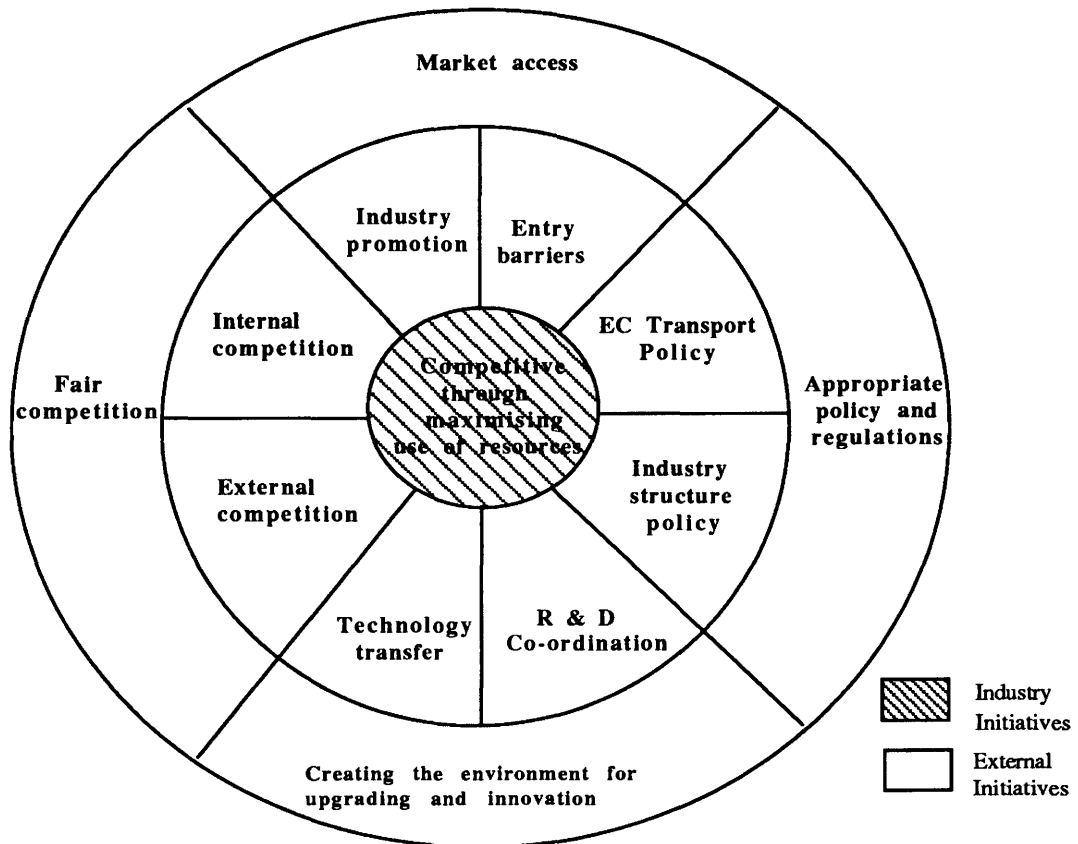 Market access
Industry
promotion
Entry
barriers
Internal
competition
EC Transport
Policy
Fair
competition
Competitive
through
maximising
use of resources
Appropriate
policy and
regulations
External
competition
Industry
structure
policy
Technology
transfer
R & D
Co-ordination
Creating the environment for
upgrading and innovation
Industry
Initiatives
External
Initiatives